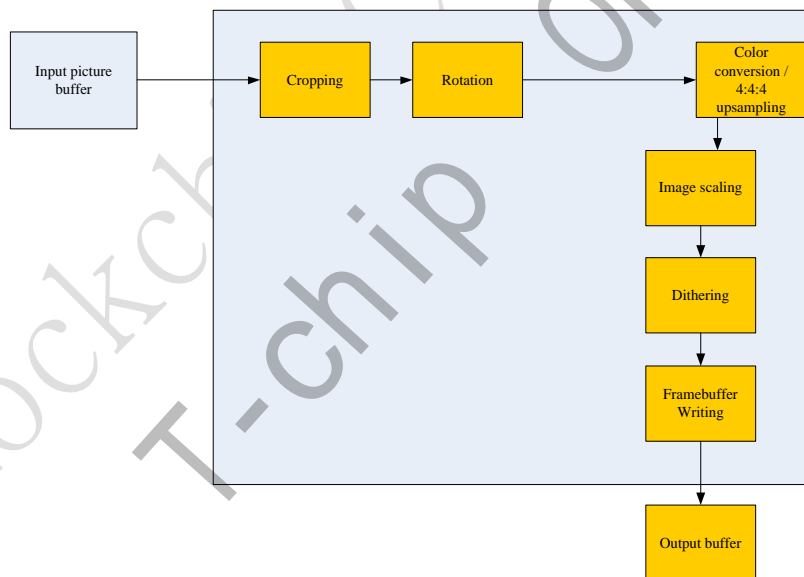 Input picture
buffer
Cropping
Rotation
Color
conversion /
4:4:4
upsampling
Image scaling
Dithering
Framebuffer
Writing
Output buffer
T-chip